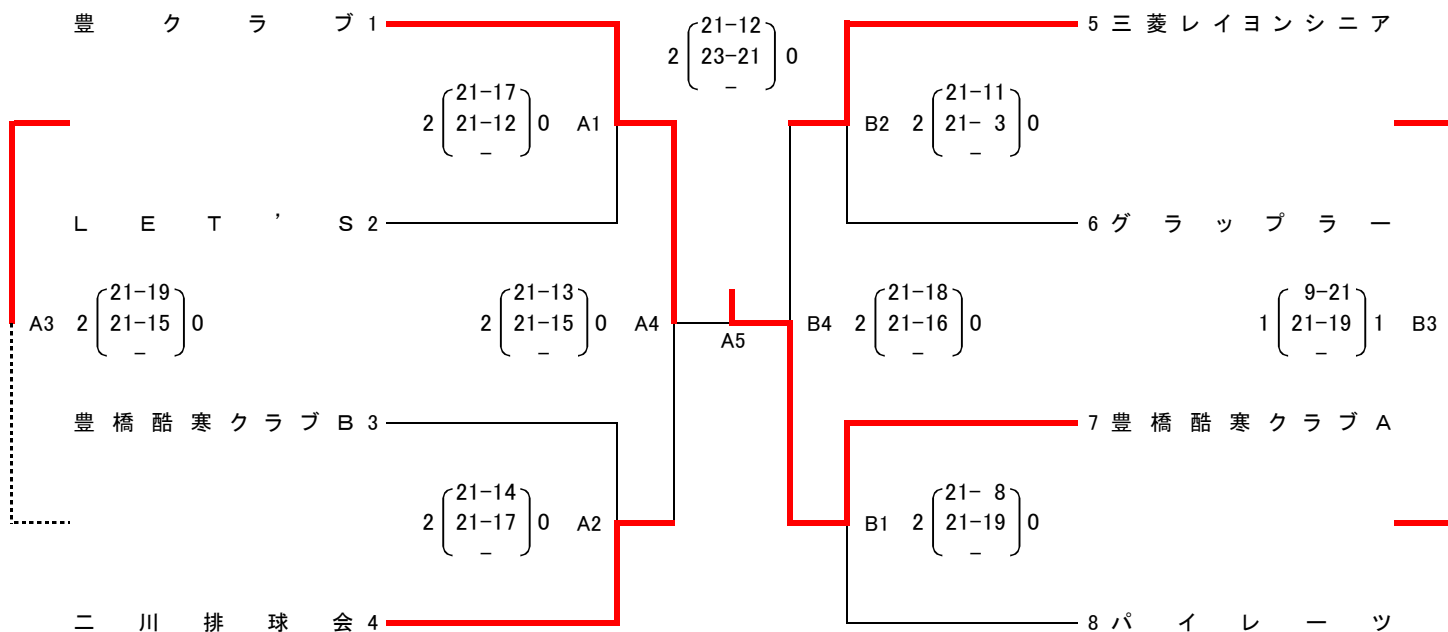 豊クラブ 1
21-12
2 23-21 0
-
5 三菱レイヨンシニア
21-17
2 21-12 0 A1
-
21-11
B2 2 21- 3 0
-
LET'S 2
6 グラップラー
21-19
A3 2 21-15 0
-
21-13
2 21-15 0 A4
-
A5
21-18
B4 2 21-16 0
-
9-21
1 21-19 1 B3
-
豊橋酷寒クラブB 3
7 豊橋酷寒クラブA
21-14
2 21-17 0 A2
-
21- 8
B1 2 21-19 0
-
二川排球会 4
8 パイレーツ